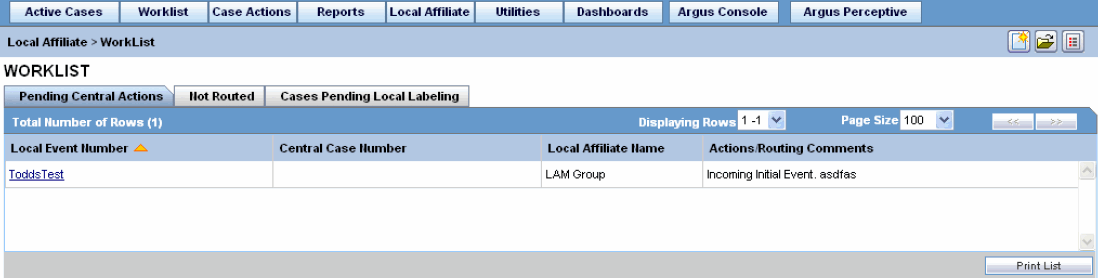 Active Cases Worklist Case Actions Reports Local Affiliate Utilities Dashboards Argus Console Argus Perceptive
Local Affiliate > WorkList
WORKLIST
Pending Central Actions Not Routed Cases Pending Local Labeling
Total Number of Rows (1) Displaying Rows 1 -1 Page Size 100 << >>
Local Event Number Central Case Number Local Affiliate Name Actions/Routing Comments
ToddsTest LAM Group Incoming Initial Event. asdfas
Print List